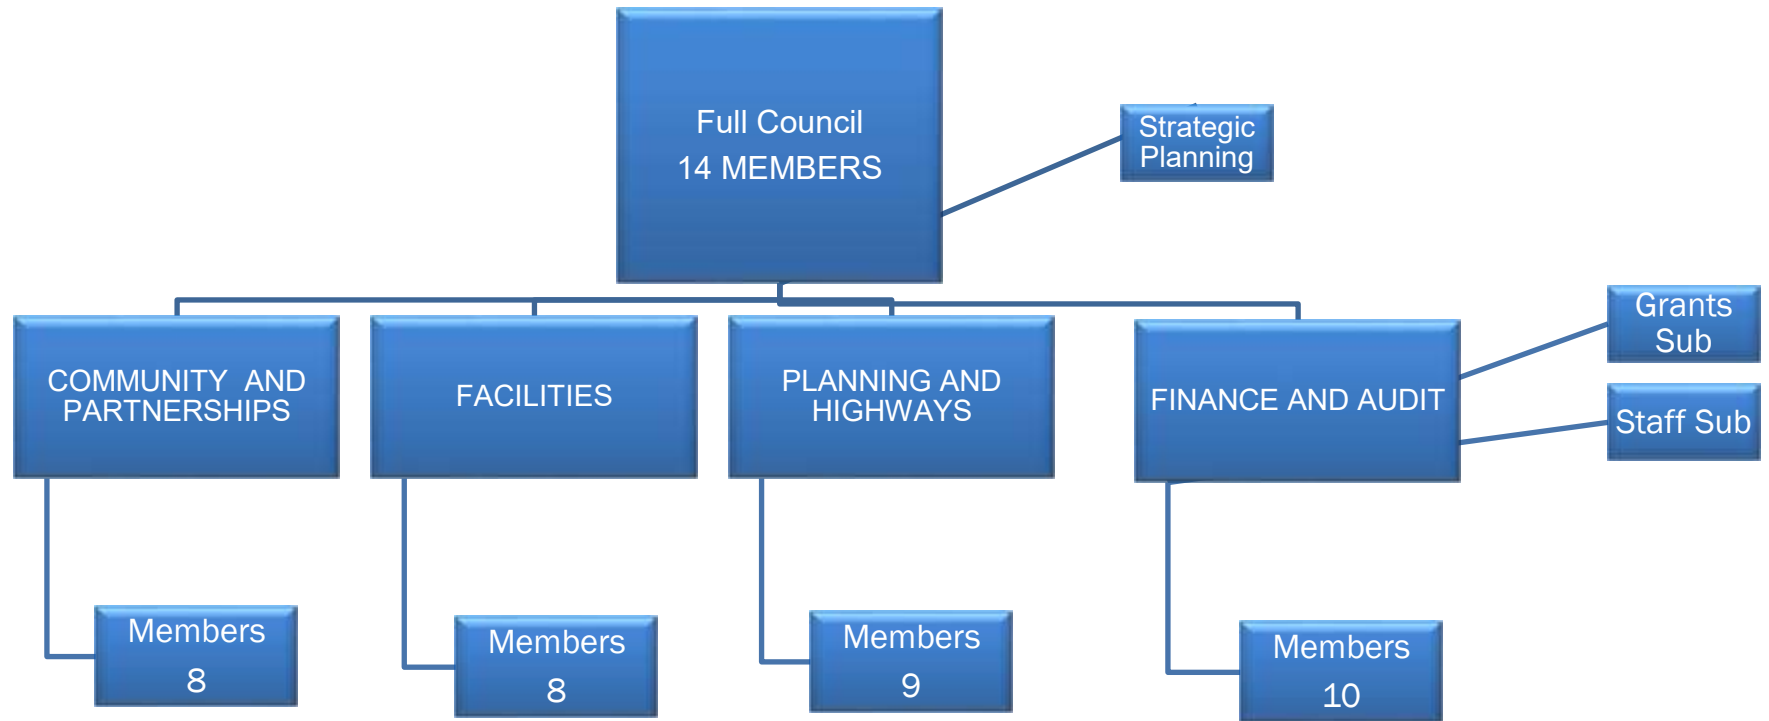 Full Council
14 MEMBERS
Strategic
Planning
COMMUNITY AND
PARTNERSHIPS
FACILITIES
PLANNING AND
HIGHWAYS
FINANCE AND AUDIT
Grants
Sub
Staff Sub
Members
8
Members
8
Members
9
Members
10